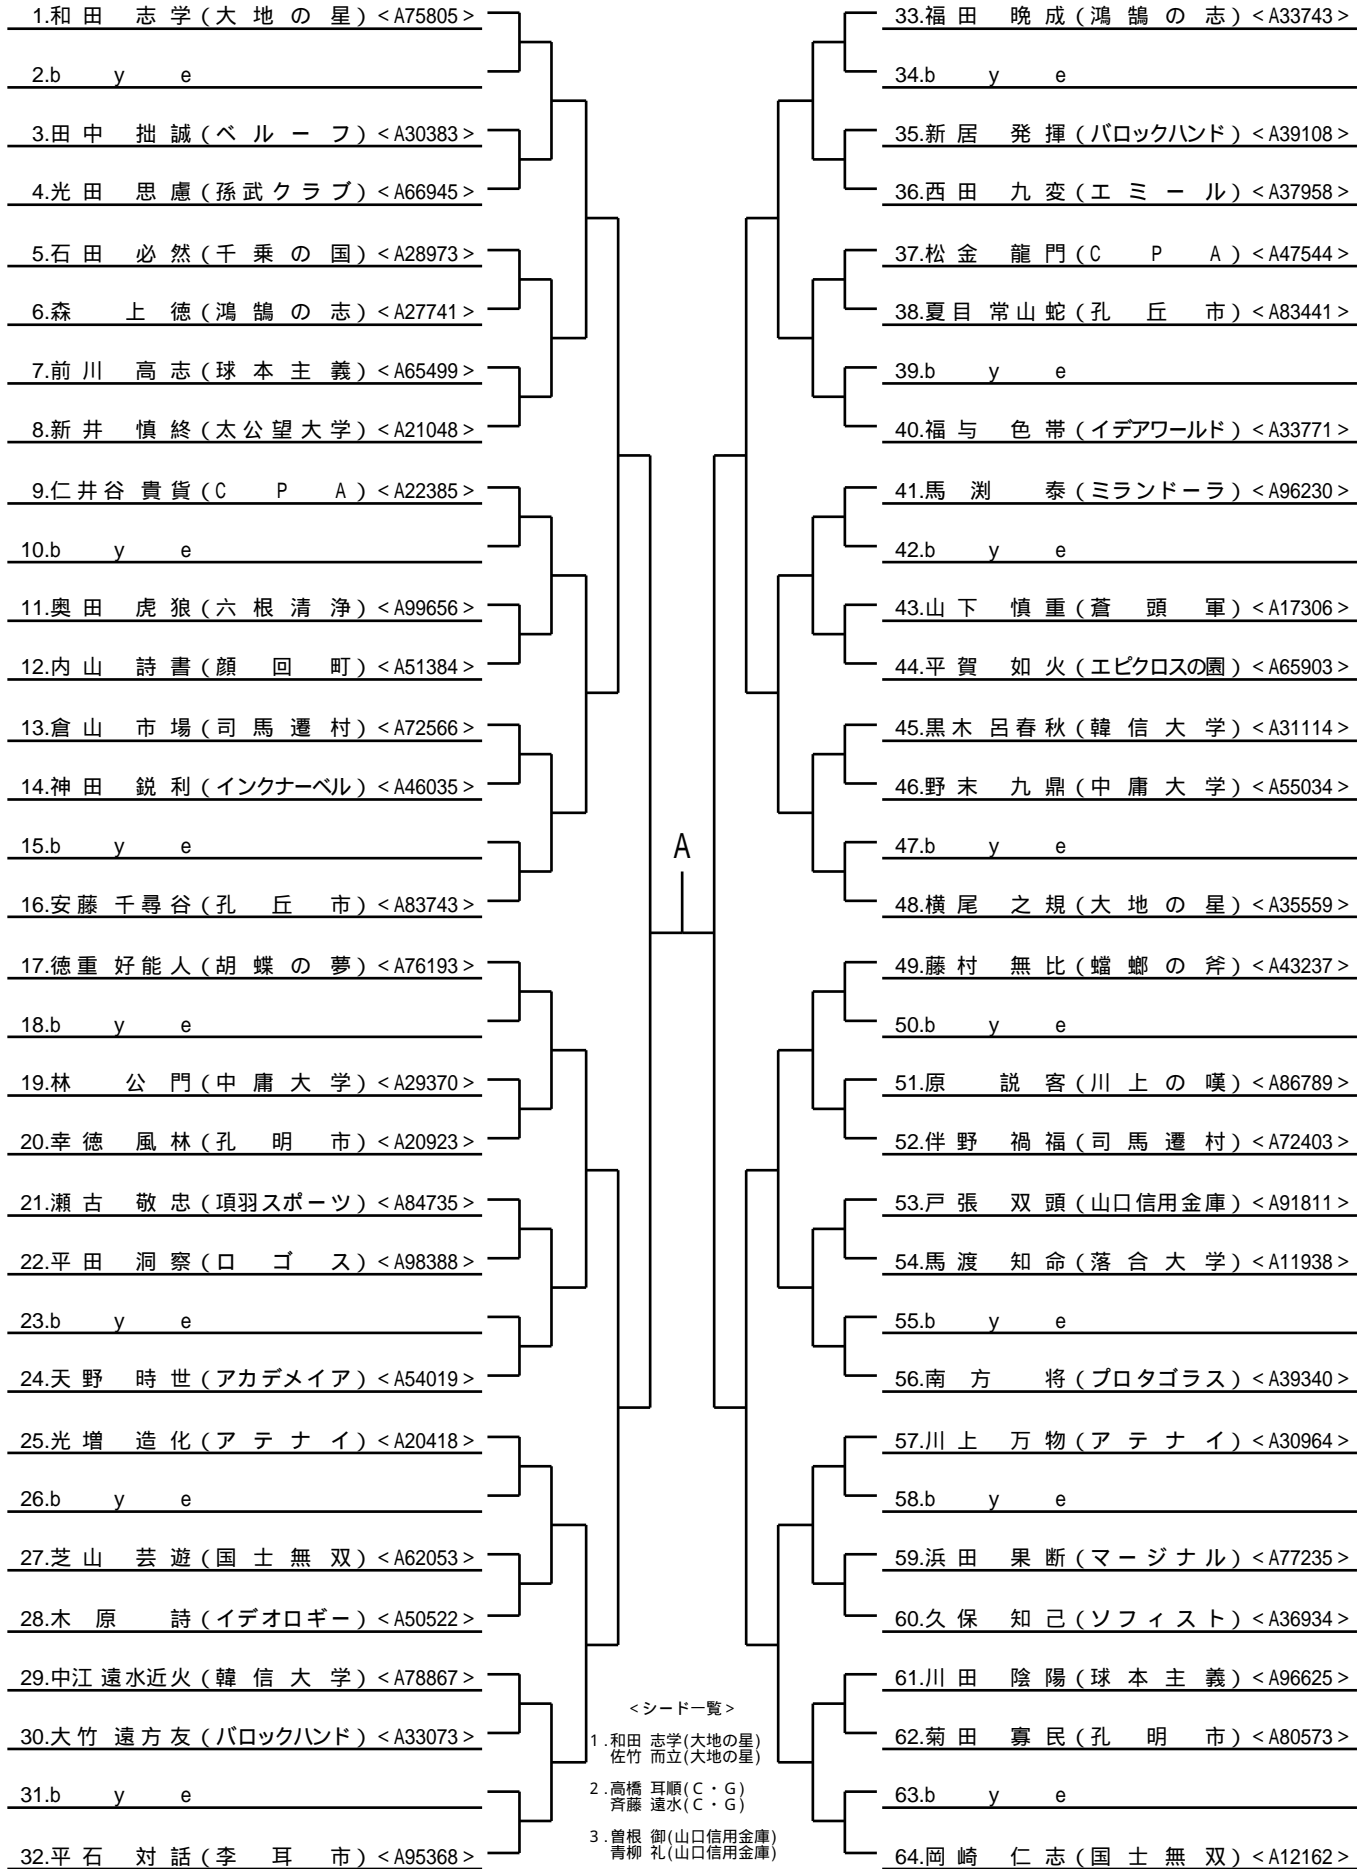 1.和田 志学(大地の星)<A75805>
2.b y e
3.田中 拙誠(ベルーフ)<A30383>
4.光田 思慮(孫武クラブ)<A66945>
5.石田 必然(千乗の国)<A28973>
6.森 上徳(鴻鵠の志)<A27741>
7.前川 高志(球本主義)<A65499>
8.新井 慎終(太公望大学)<A21048>
9.仁井谷 貴貨(C P A)<A22385>
10.b y e
11.奥田 虎狼(六根清浄)<A99656>
12.内山 詩書(顔回町)<A51384>
13.倉山 市場(司馬遷村)<A72566>
14.神田 鋭利(インクナーベル)<A46035>
15.b y e
16.安藤 千尋谷(孔丘市)<A83743>
17.徳重 好能人(胡蝶の夢)<A76193>
18.b y e
19.林 公門(中庸大学)<A29370>
20.幸徳 風林(孔明市)<A20923>
21.瀬古 敬忠(項羽スポーツ)<A84735>
22.平田 洞察(ロゴス)<A98388>
23.b y e
24.天野 時世(アカデメイア)<A54019>
25.光増 造化(アテナイ)<A20418>
26.b y e
27.芝山 芸遊(国士無双)<A62053>
28.木原 詩(イデオロギー)<A50522>
29.中江 遠水近火(韓信大学)<A78867>
30.大竹 遠方友(バロックハンド)<A33073>
31.b y e
32.平石 対話(李耳市)<A95368>
A
<シード一覧>
1.和田 志学(大地の星)
佐竹 而立(大地の星)
2.高橋 耳順(C・G)
斉藤 遠水(C・G)
3.曽根 御(山口信用金庫)
青柳 礼(山口信用金庫)
33.福田 晩成(鴻鵠の志)<A33743>
34.b y e
35.新居 発揮(バロックハンド)<A39108>
36.西田 九変(エミール)<A37958>
37.松金 龍門(C P A)<A47544>
38.夏目 常山蛇(孔丘市)<A83441>
39.b y e
40.福与 色帯(イデアワールド)<A33771>
41.馬渕 泰(ミランドーラ)<A96230>
42.b y e
43.山下 慎重(蒼頭軍)<A17306>
44.平賀 如火(エピクロスの園)<A65903>
45.黒木 呂春秋(韓信大学)<A31114>
46.野末 九鼎(中庸大学)<A55034>
47.b y e
48.横尾 之規(大地の星)<A35559>
49.藤村 無比(蟷螂の斧)<A43237>
50.b y e
51.原 説客(川上の嘆)<A86789>
52.伴野 禍福(司馬遷村)<A72403>
53.戸張 双頭(山口信用金庫)<A91811>
54.馬渡 知命(落合大学)<A11938>
55.b y e
56.南方 将(プロタゴラス)<A39340>
57.川上 万物(アテナイ)<A30964>
58.b y e
59.浜田 果断(マージナル)<A77235>
60.久保 知己(ソフィスト)<A36934>
61.川田 陰陽(球本主義)<A96625>
62.菊田 寡民(孔明市)<A80573>
63.b y e
64.岡崎 仁志(国士無双)<A12162>